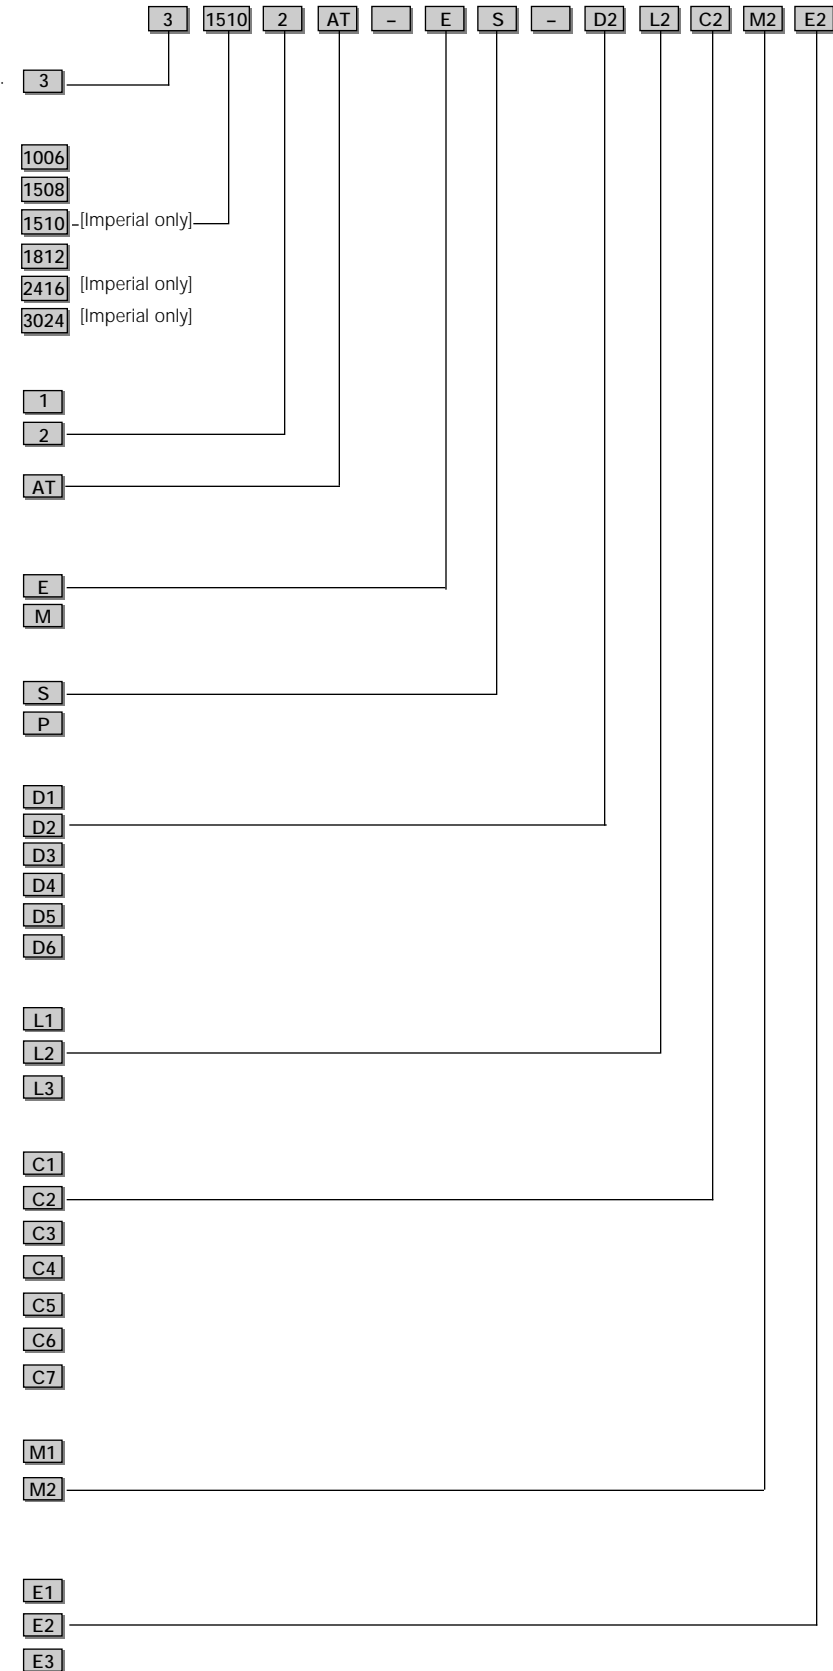 3 1510 2 AT – E S – D2 L2 C2 M2 E2
3
1006
1508
1510 [Imperial only]
1812
2416 [Imperial only]
3024 [Imperial only]
1
2
AT
E
M
S
P
D1
D2
D3
D4
D5
D6
L1
L2
L3
C1
C2
C3
C4
C5
C6
C7
M1
M2
E1
E2
E3